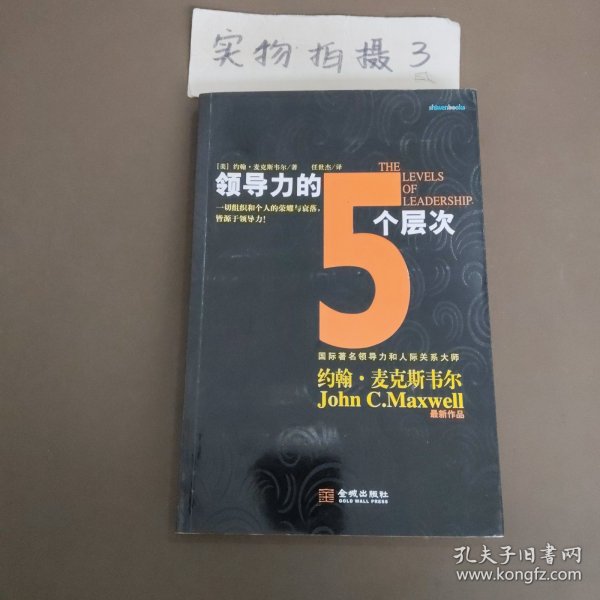 实物拍摄3
shiwenbooks
[美] 约翰·麦克斯韦尔/著 任世杰/译
THE
LEVELS
OF
LEADERSHIP
领导力的
5
个层次
一切组织和个人的荣耀与衰落，
皆源于领导力！
国际著名领导力和人际关系大师
约翰·麦克斯韦尔
John C.Maxwell
最新作品
金城出版社
GOLD WALL PRESS
孔夫子旧书网
www.kongfz.com